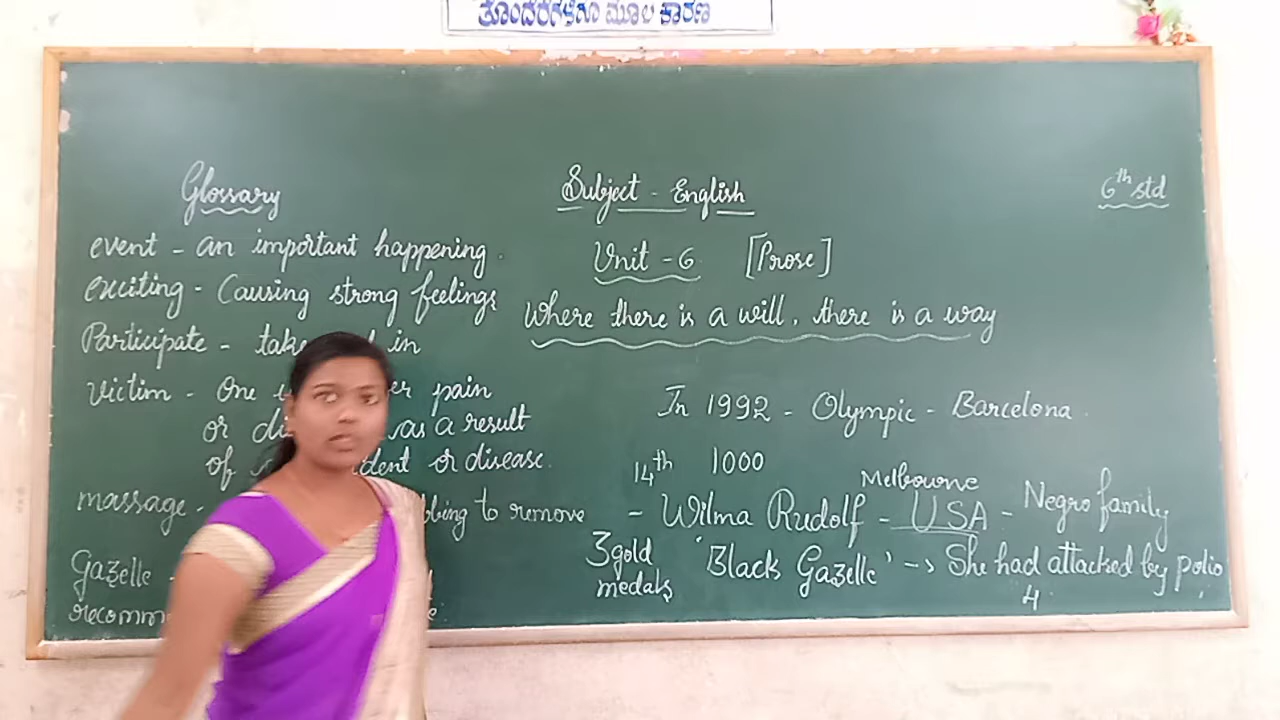 ತೊಂದರೆಗಳಿಗೂ ಮೂಲ ಕಾರಣ
Glossary
event - an important happening.
exciting - Causing strong feelings
Participate - take in
victim - One pain
or as a result
of or disease.
massage - to remove
Gazelle -
Subject - English
6th std
Unit - 6 [Prose]
Where there is a will, there is a way
In 1992 - Olympic - Barcelona.
14th 1000
Melbourne
- Wilma Rudolf - USA - Negro family
3 gold medals 'Black Gazelle' -> She had attacked by polio
4